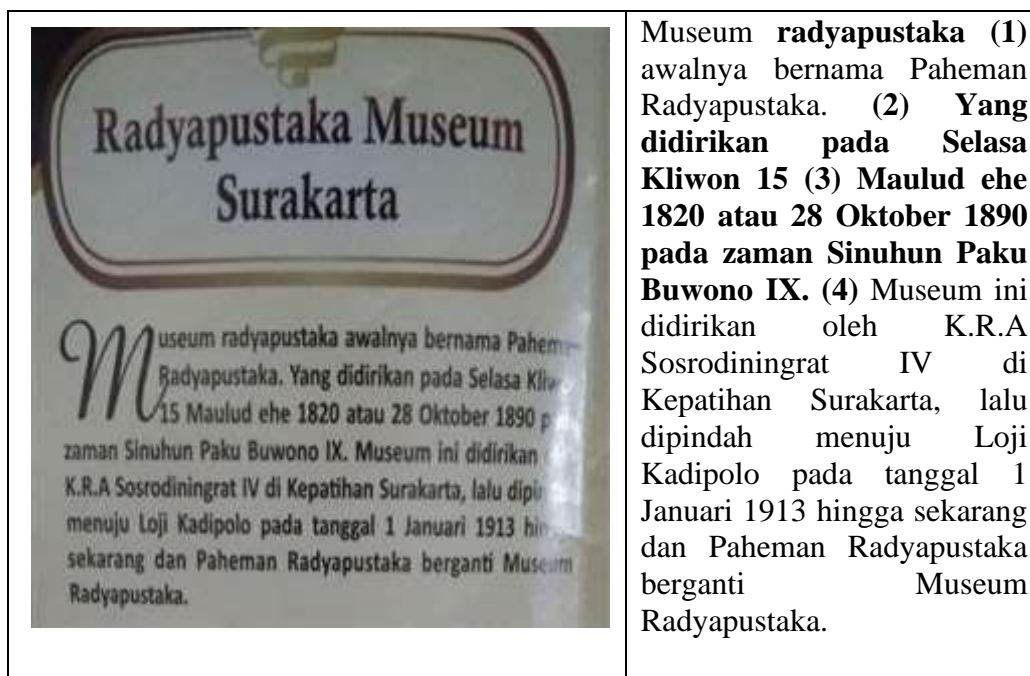 Radyapustaka Museum
Surakarta
Museum radyapustaka awalnya bernama
Radyapustaka. Yang didirikan pada Selasa
15 Maulud ehe 1820 atau 28 Oktober 1890
zaman Sinuhun Paku Buwono IX. Museum ini didirikan
K.R.A Sosrodiningrat IV di Kepatihan Surakarta, lalu
menuju Loji Kadipolo pada tanggal 1 Januari 1913
sekarang dan Paheman Radyapustaka berganti Museum
Radyapustaka.
Museum radyapustaka (1)
awalnya bernama Paheman
Radyapustaka. (2) Yang
didirikan pada Selasa
Kliwon 15 (3) Maulud ehe
1820 atau 28 Oktober 1890
pada zaman Sinuhun Paku
Buwono IX. (4) Museum ini
didirikan oleh K.R.A
Sosrodiningrat IV di
Kepatihan Surakarta, lalu
dipindah menuju Loji
Kadipolo pada tanggal 1
Januari 1913 hingga sekarang
dan Paheman Radyapustaka
berganti Museum
Radyapustaka.